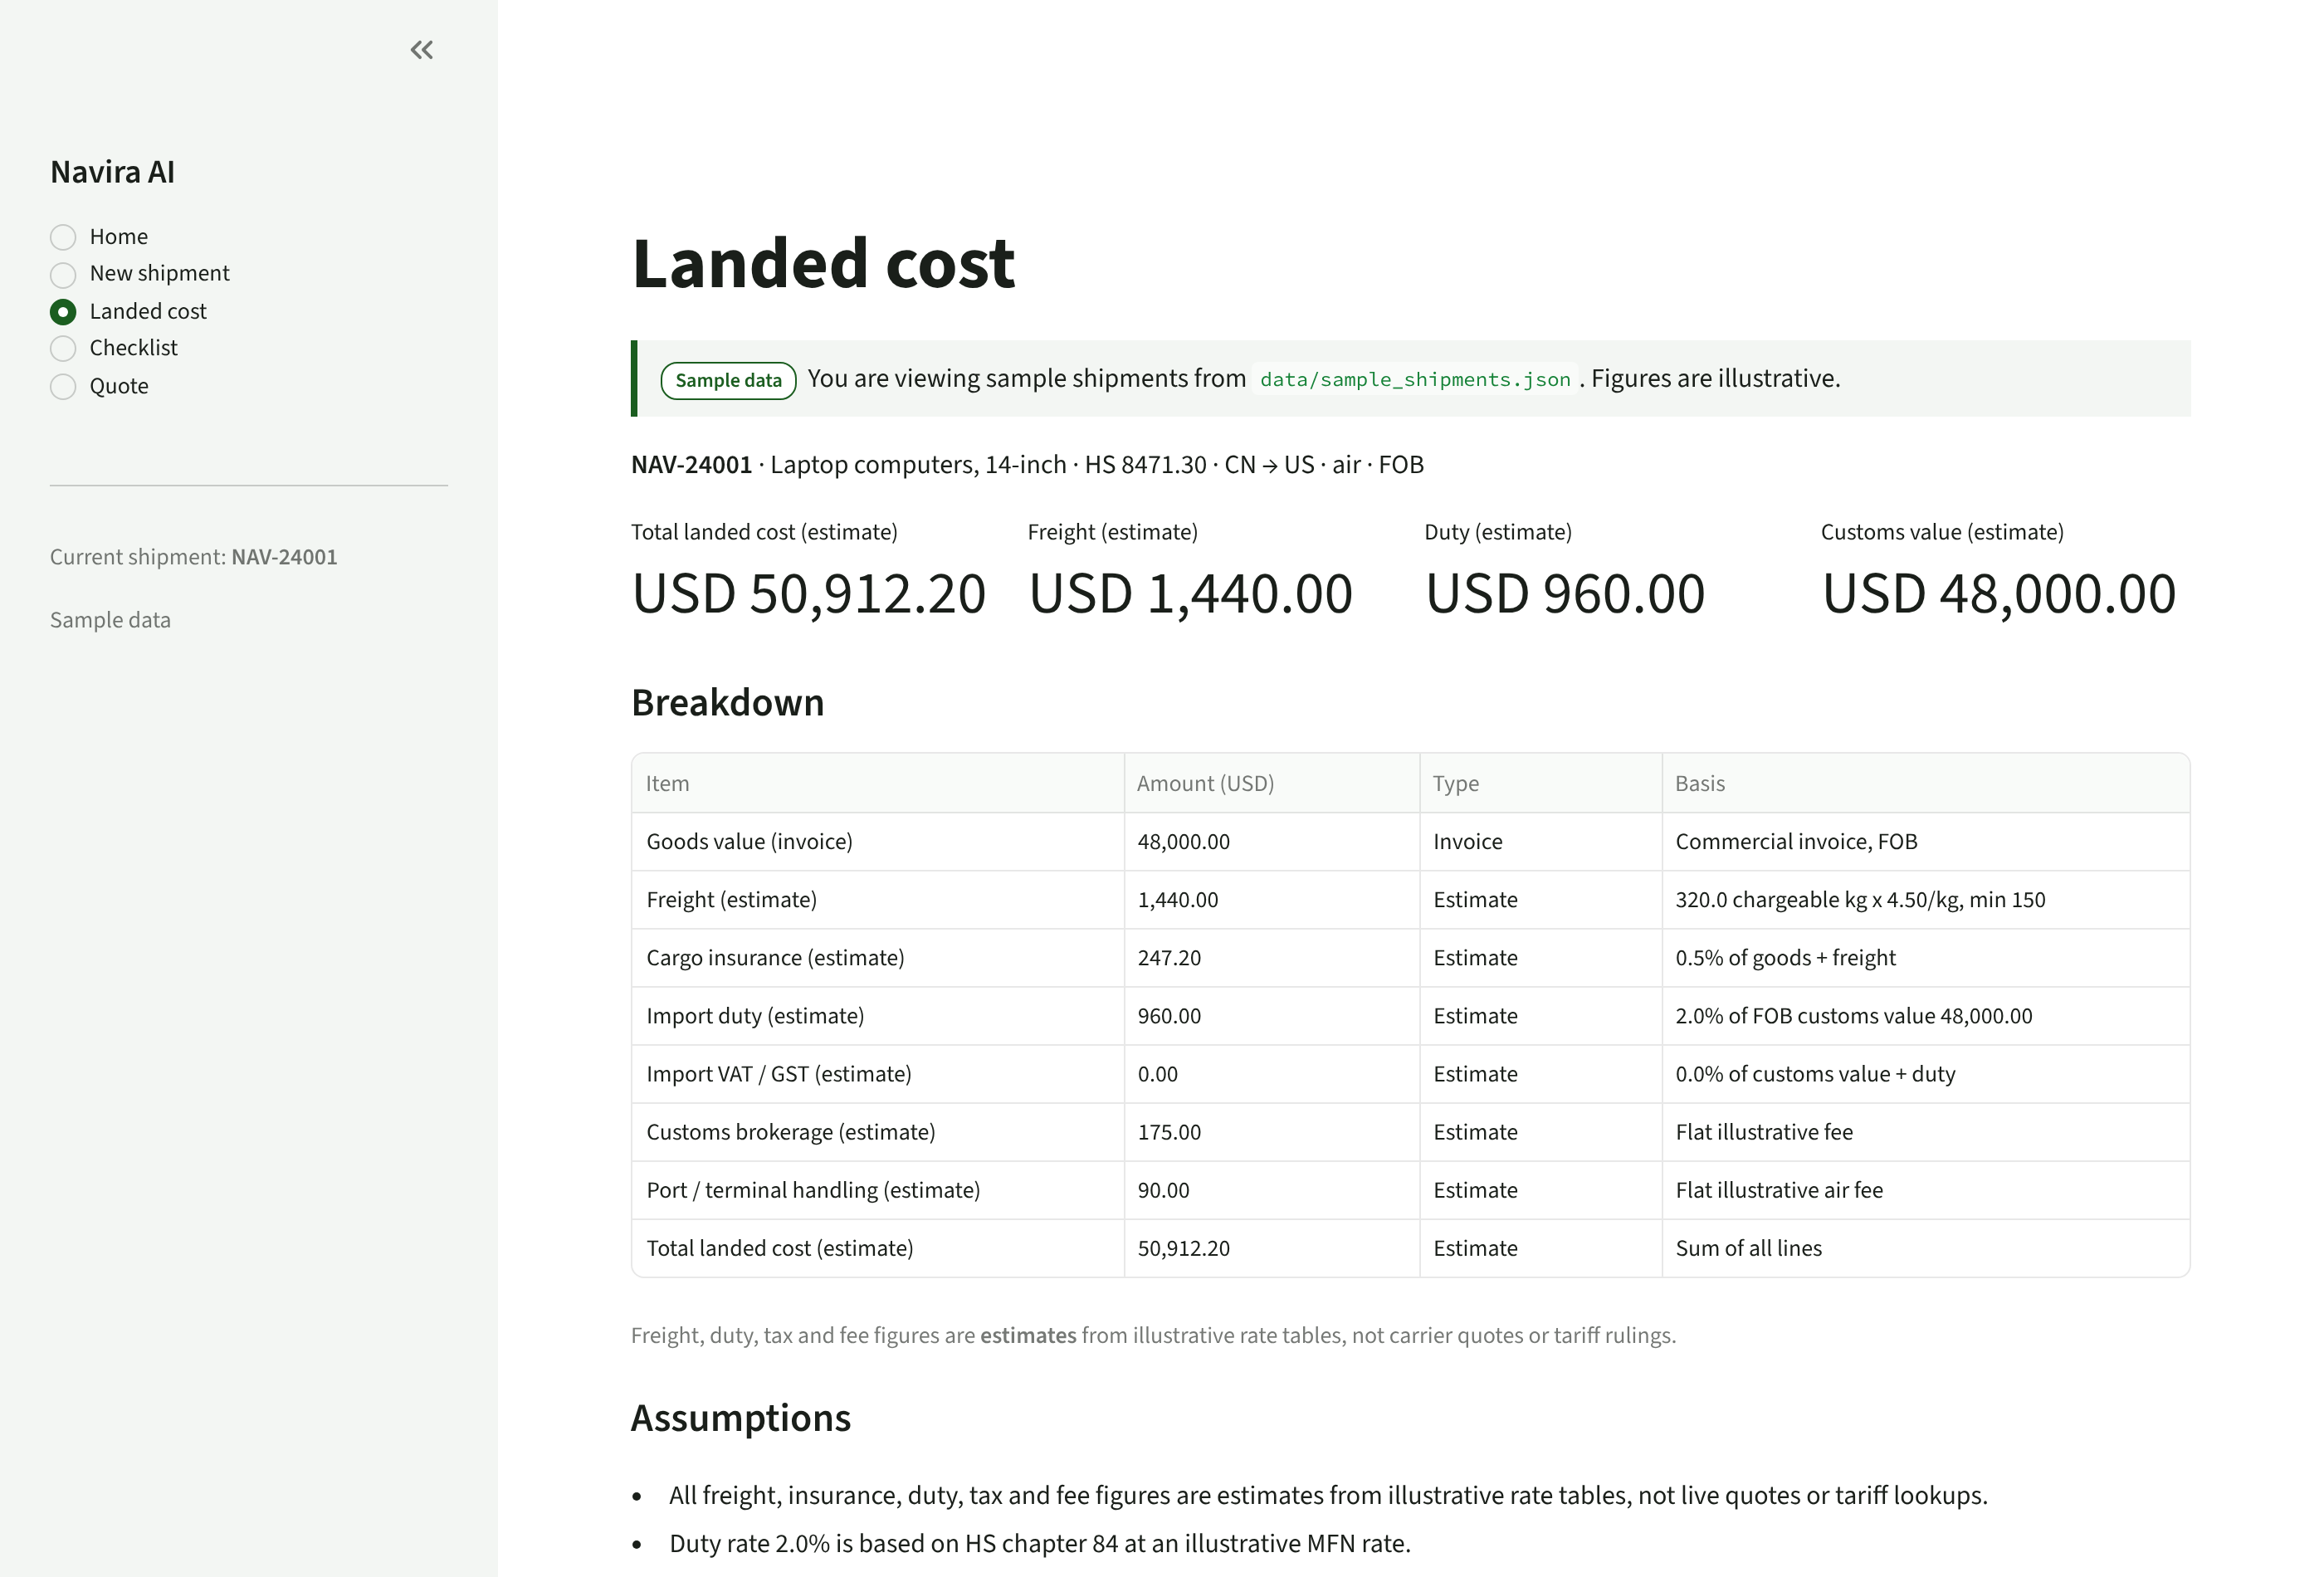 Navira AI
Home
New shipment
Landed cost
Checklist
Quote
Current shipment: NAV-24001
Sample data
Landed cost
Sample data You are viewing sample shipments from data/sample_shipments.json. Figures are illustrative.
NAV-24001 · Laptop computers, 14-inch · HS 8471.30 · CN → US · air · FOB
Total landed cost (estimate) Freight (estimate) Duty (estimate) Customs value (estimate)
USD 50,912.20 USD 1,440.00 USD 960.00 USD 48,000.00
Breakdown
Item Amount (USD) Type Basis
Goods value (invoice) 48,000.00 Invoice Commercial invoice, FOB
Freight (estimate) 1,440.00 Estimate 320.0 chargeable kg x 4.50/kg, min 150
Cargo insurance (estimate) 247.20 Estimate 0.5% of goods + freight
Import duty (estimate) 960.00 Estimate 2.0% of FOB customs value 48,000.00
Import VAT / GST (estimate) 0.00 Estimate 0.0% of customs value + duty
Customs brokerage (estimate) 175.00 Estimate Flat illustrative fee
Port / terminal handling (estimate) 90.00 Estimate Flat illustrative air fee
Total landed cost (estimate) 50,912.20 Estimate Sum of all lines
Freight, duty, tax and fee figures are estimates from illustrative rate tables, not carrier quotes or tariff rulings.
Assumptions
• All freight, insurance, duty, tax and fee figures are estimates from illustrative rate tables, not live quotes or tariff lookups.
• Duty rate 2.0% is based on HS chapter 84 at an illustrative MFN rate.